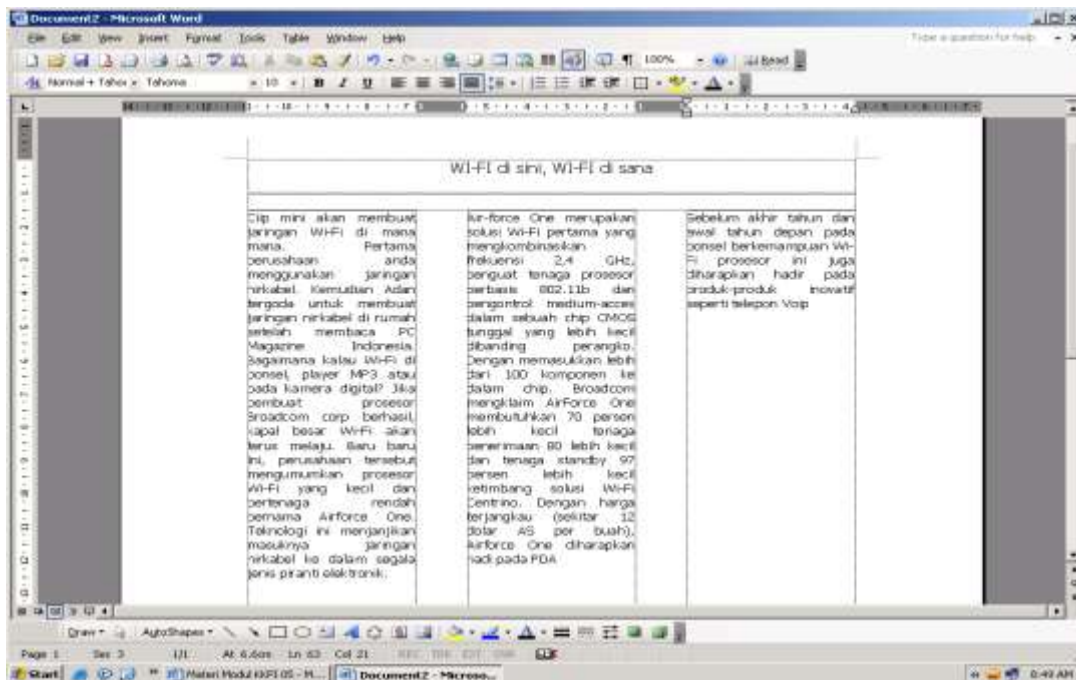 Document2 - Microsoft Word
File Edit View Insert Format Tools Table Window Help
Type a question for help
100% Read
Normal + Taho Tahoma 10 B I U
WI-FI di sini, WI-FI di sana
Clip mini akan membuat
jaringan Wi-Fi di mana
mana. Pertama
perusahaan anda
menggunakan jaringan
nirkabel. Kemudian Adan
tergoda untuk membuat
jaringan nirkabel di rumah
setelah membaca PC
Magazine Indonesia.
Bagaimana kalau Wi-Fi di
ponsel, player MP3 atau
pada kamera digital? Jika
pembuat prosesor
Broadcom corp berhasil,
kapal besar Wi-Fi akan
terus melaju. Baru baru
ini, perusahaan tersebut
mengumumkan prosesor
Wi-Fi yang kecil dan
bertenaga rendah
bernama Airforce One.
Teknologi ini menjanjikan
masuknya jaringan
nirkabel ke dalam segala
jenis piranti elektronik.
Air-force One merupakan
solusi Wi-Fi pertama yang
mengkombinasikan
frekuensi 2,4 GHz,
penguat tenaga prosesor
berbasis 802.11b dan
pengontrol medium-acces
dalam sebuah chip CMOS
tunggal yang lebih kecil
dibanding perangko.
Dengan memasukkan lebih
dari 100 komponen ke
dalam chip. Broadcom
mengklaim AirForce One
membutuhkan 70 persen
lebih kecil tenaga
penerimaan 80 lebih kecil
dan tenaga standby 97
persen lebih kecil
ketimbang solusi Wi-Fi
Centrino. Dengan harga
terjangkau (sekitar 12
dolar AS per buah),
Airforce One diharapkan
hadi pada PDA
Sebelum akhir tahun dan
awal tahun depan pada
ponsel berkemampuan Wi-
Fi prosesor ini juga
diharapkan hadir pada
produk-produk inovatif
seperti telepon Voip
Draw AutoShapes
Page 1 Sec 3 1/1 At 6.6cm Ln 63 Col 21 REC TRK EXT OVR
Start Materi Modul KKPI 05 - M... Document2 - Microso... 8:49 AM